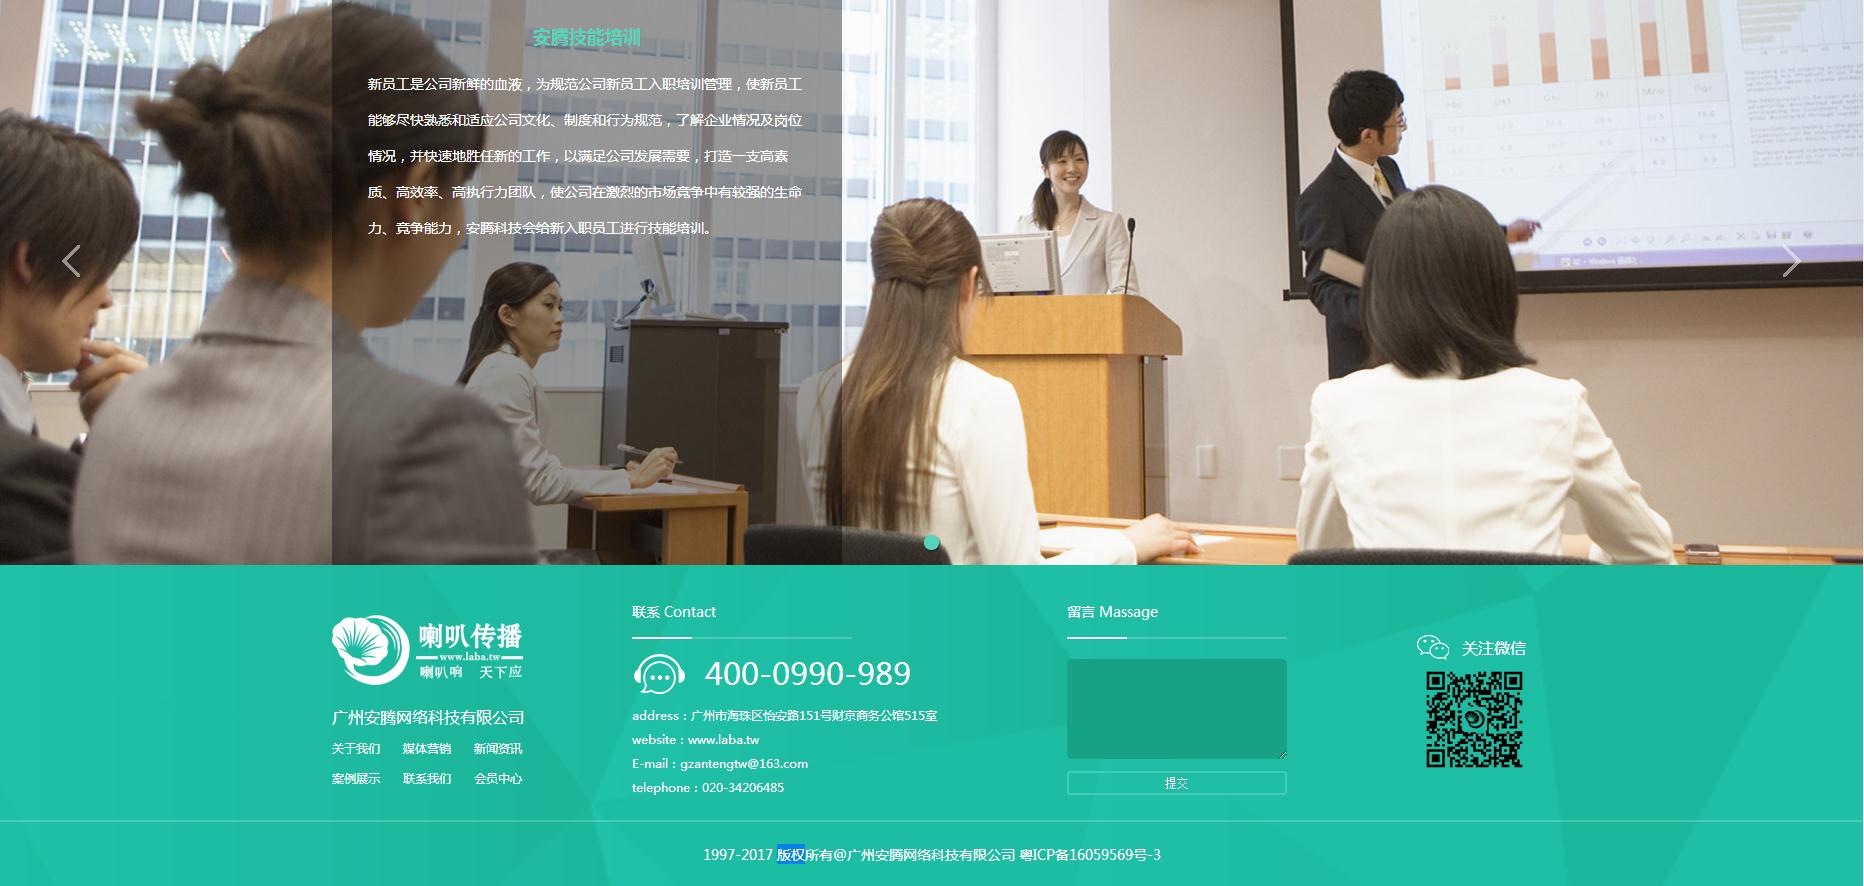 安腾技能培训
新员工是公司新鲜的血液，为规范公司新员工入职培训管理，使新员工
能够尽快熟悉和适应公司文化、制度和行为规范，了解企业情况及岗位
情况，并快速地胜任新的工作，以满足公司发展需要，打造一支高素
质、高效率、高执行力团队，使公司在激烈的市场竞争中有较强的生命
力、竞争能力，安腾科技会给新入职员工进行技能培训。
喇叭传播
www.laba.tw
喇叭响 天下应
广州安腾网络科技有限公司
关于我们 媒体营销 新闻资讯
案例展示 联系我们 会员中心
联系 Contact
400-0990-989
address：广州市海珠区怡安路151号财京商务公馆515室
website：www.laba.tw
E-mail：gzantengtw@163.com
telephone：020-34206485
留言 Massage
提交
关注微信
1997-2017 版权所有@广州安腾网络科技有限公司 粤ICP备16059569号-3